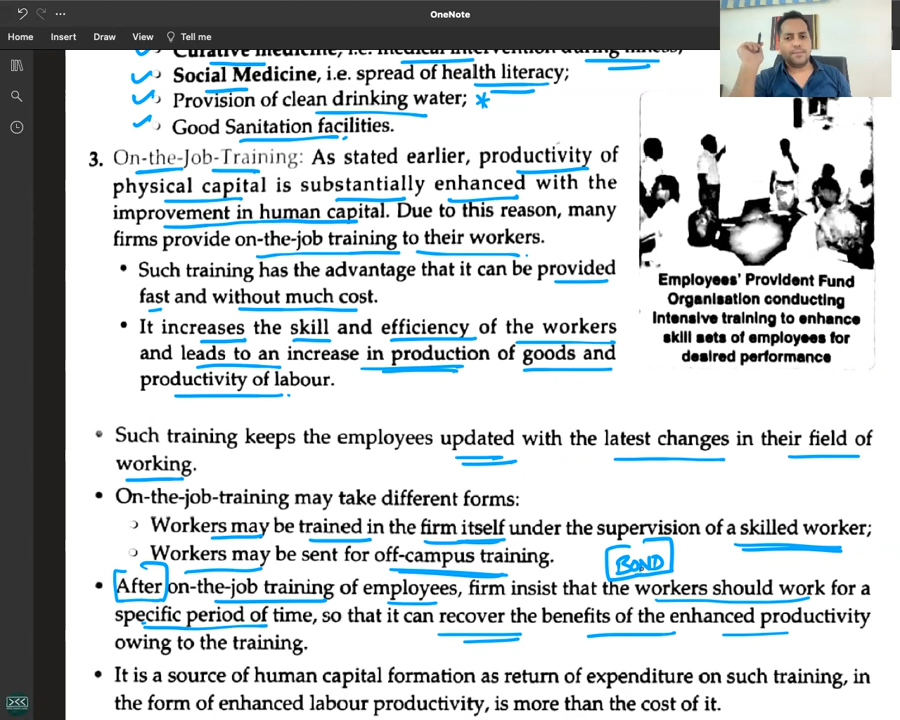 OneNote
Home Insert Draw View Tell me
Curative medicine, i.e. medical intervention during illness;
Social Medicine, i.e. spread of health literacy;
Provision of clean drinking water; *
Good Sanitation facilities.
3. On-the-Job-Training: As stated earlier, productivity of
physical capital is substantially enhanced with the
improvement in human capital. Due to this reason, many
firms provide on-the-job training to their workers.
• Such training has the advantage that it can be provided
fast and without much cost.
• It increases the skill and efficiency of the workers
and leads to an increase in production of goods and
productivity of labour.
Employees' Provident Fund
Organisation conducting
Intensive training to enhance
skill sets of employees for
desired performance
• Such training keeps the employees updated with the latest changes in their field of
working.
• On-the-job-training may take different forms:
Workers may be trained in the firm itself under the supervision of a skilled worker;
Workers may be sent for off-campus training.
BOND
• After on-the-job training of employees, firm insist that the workers should work for a
specific period of time, so that it can recover the benefits of the enhanced productivity
owing to the training.
• It is a source of human capital formation as return of expenditure on such training, in
the form of enhanced labour productivity, is more than the cost of it.